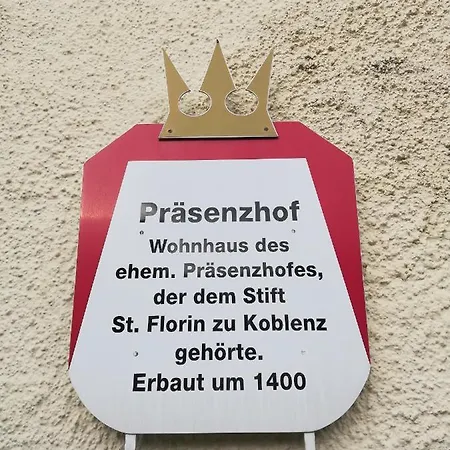 Präsenzhof
Wohnhaus des
ehem. Präsenzhofes,
der dem Stift
St. Florin zu Koblenz
gehörte.
Erbaut um 1400